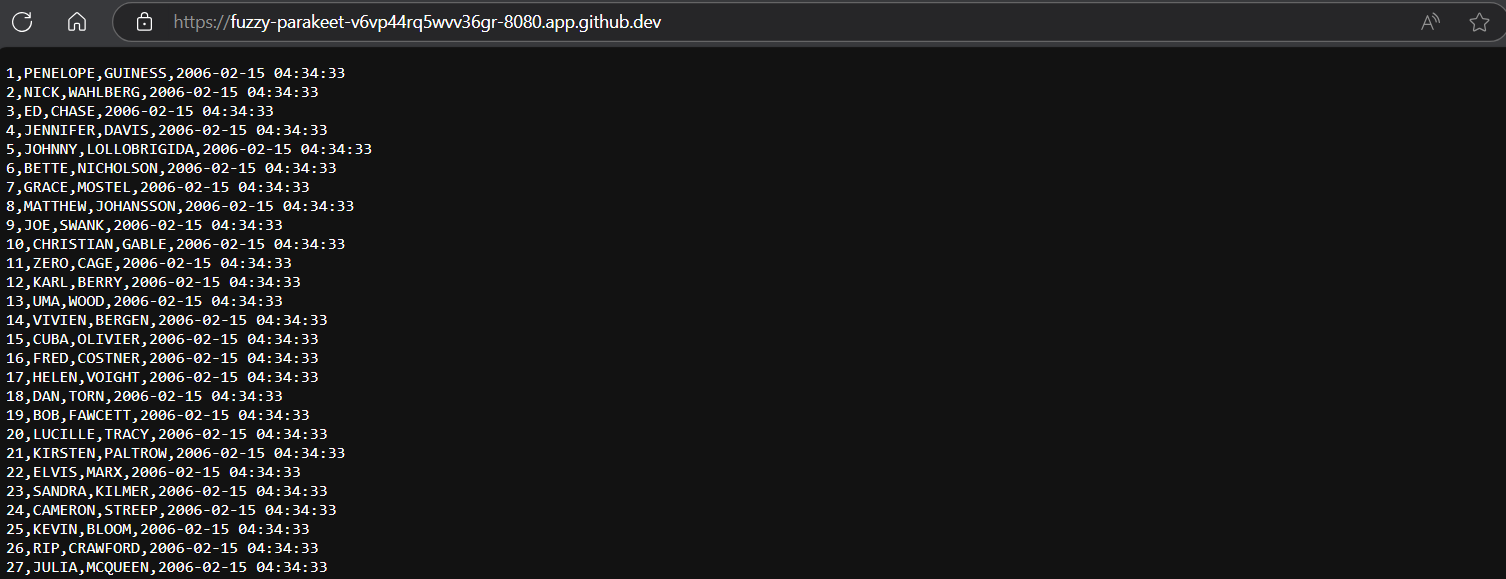 https://fuzzy-parakeet-v6vp44rq5wvv36gr-8080.app.github.dev
1,PENELOPE,GUINESS,2006-02-15 04:34:33
2,NICK,WAHLBERG,2006-02-15 04:34:33
3,ED,CHASE,2006-02-15 04:34:33
4,JENNIFER,DAVIS,2006-02-15 04:34:33
5,JOHNNY,LOLLOBRIGIDA,2006-02-15 04:34:33
6,BETTE,NICHOLSON,2006-02-15 04:34:33
7,GRACE,MOSTEL,2006-02-15 04:34:33
8,MATTHEW,JOHANSSON,2006-02-15 04:34:33
9,JOE,SWANK,2006-02-15 04:34:33
10,CHRISTIAN,GABLE,2006-02-15 04:34:33
11,ZERO,CAGE,2006-02-15 04:34:33
12,KARL,BERRY,2006-02-15 04:34:33
13,UMA,WOOD,2006-02-15 04:34:33
14,VIVIEN,BERGEN,2006-02-15 04:34:33
15,CUBA,OLIVIER,2006-02-15 04:34:33
16,FRED,COSTNER,2006-02-15 04:34:33
17,HELEN,VOIGHT,2006-02-15 04:34:33
18,DAN,TORN,2006-02-15 04:34:33
19,BOB,FAWCETT,2006-02-15 04:34:33
20,LUCILLE,TRACY,2006-02-15 04:34:33
21,KIRSTEN,PALTROW,2006-02-15 04:34:33
22,ELVIS,MARX,2006-02-15 04:34:33
23,SANDRA,KILMER,2006-02-15 04:34:33
24,CAMERON,STREEP,2006-02-15 04:34:33
25,KEVIN,BLOOM,2006-02-15 04:34:33
26,RIP,CRAWFORD,2006-02-15 04:34:33
27,JULIA,MCQUEEN,2006-02-15 04:34:33